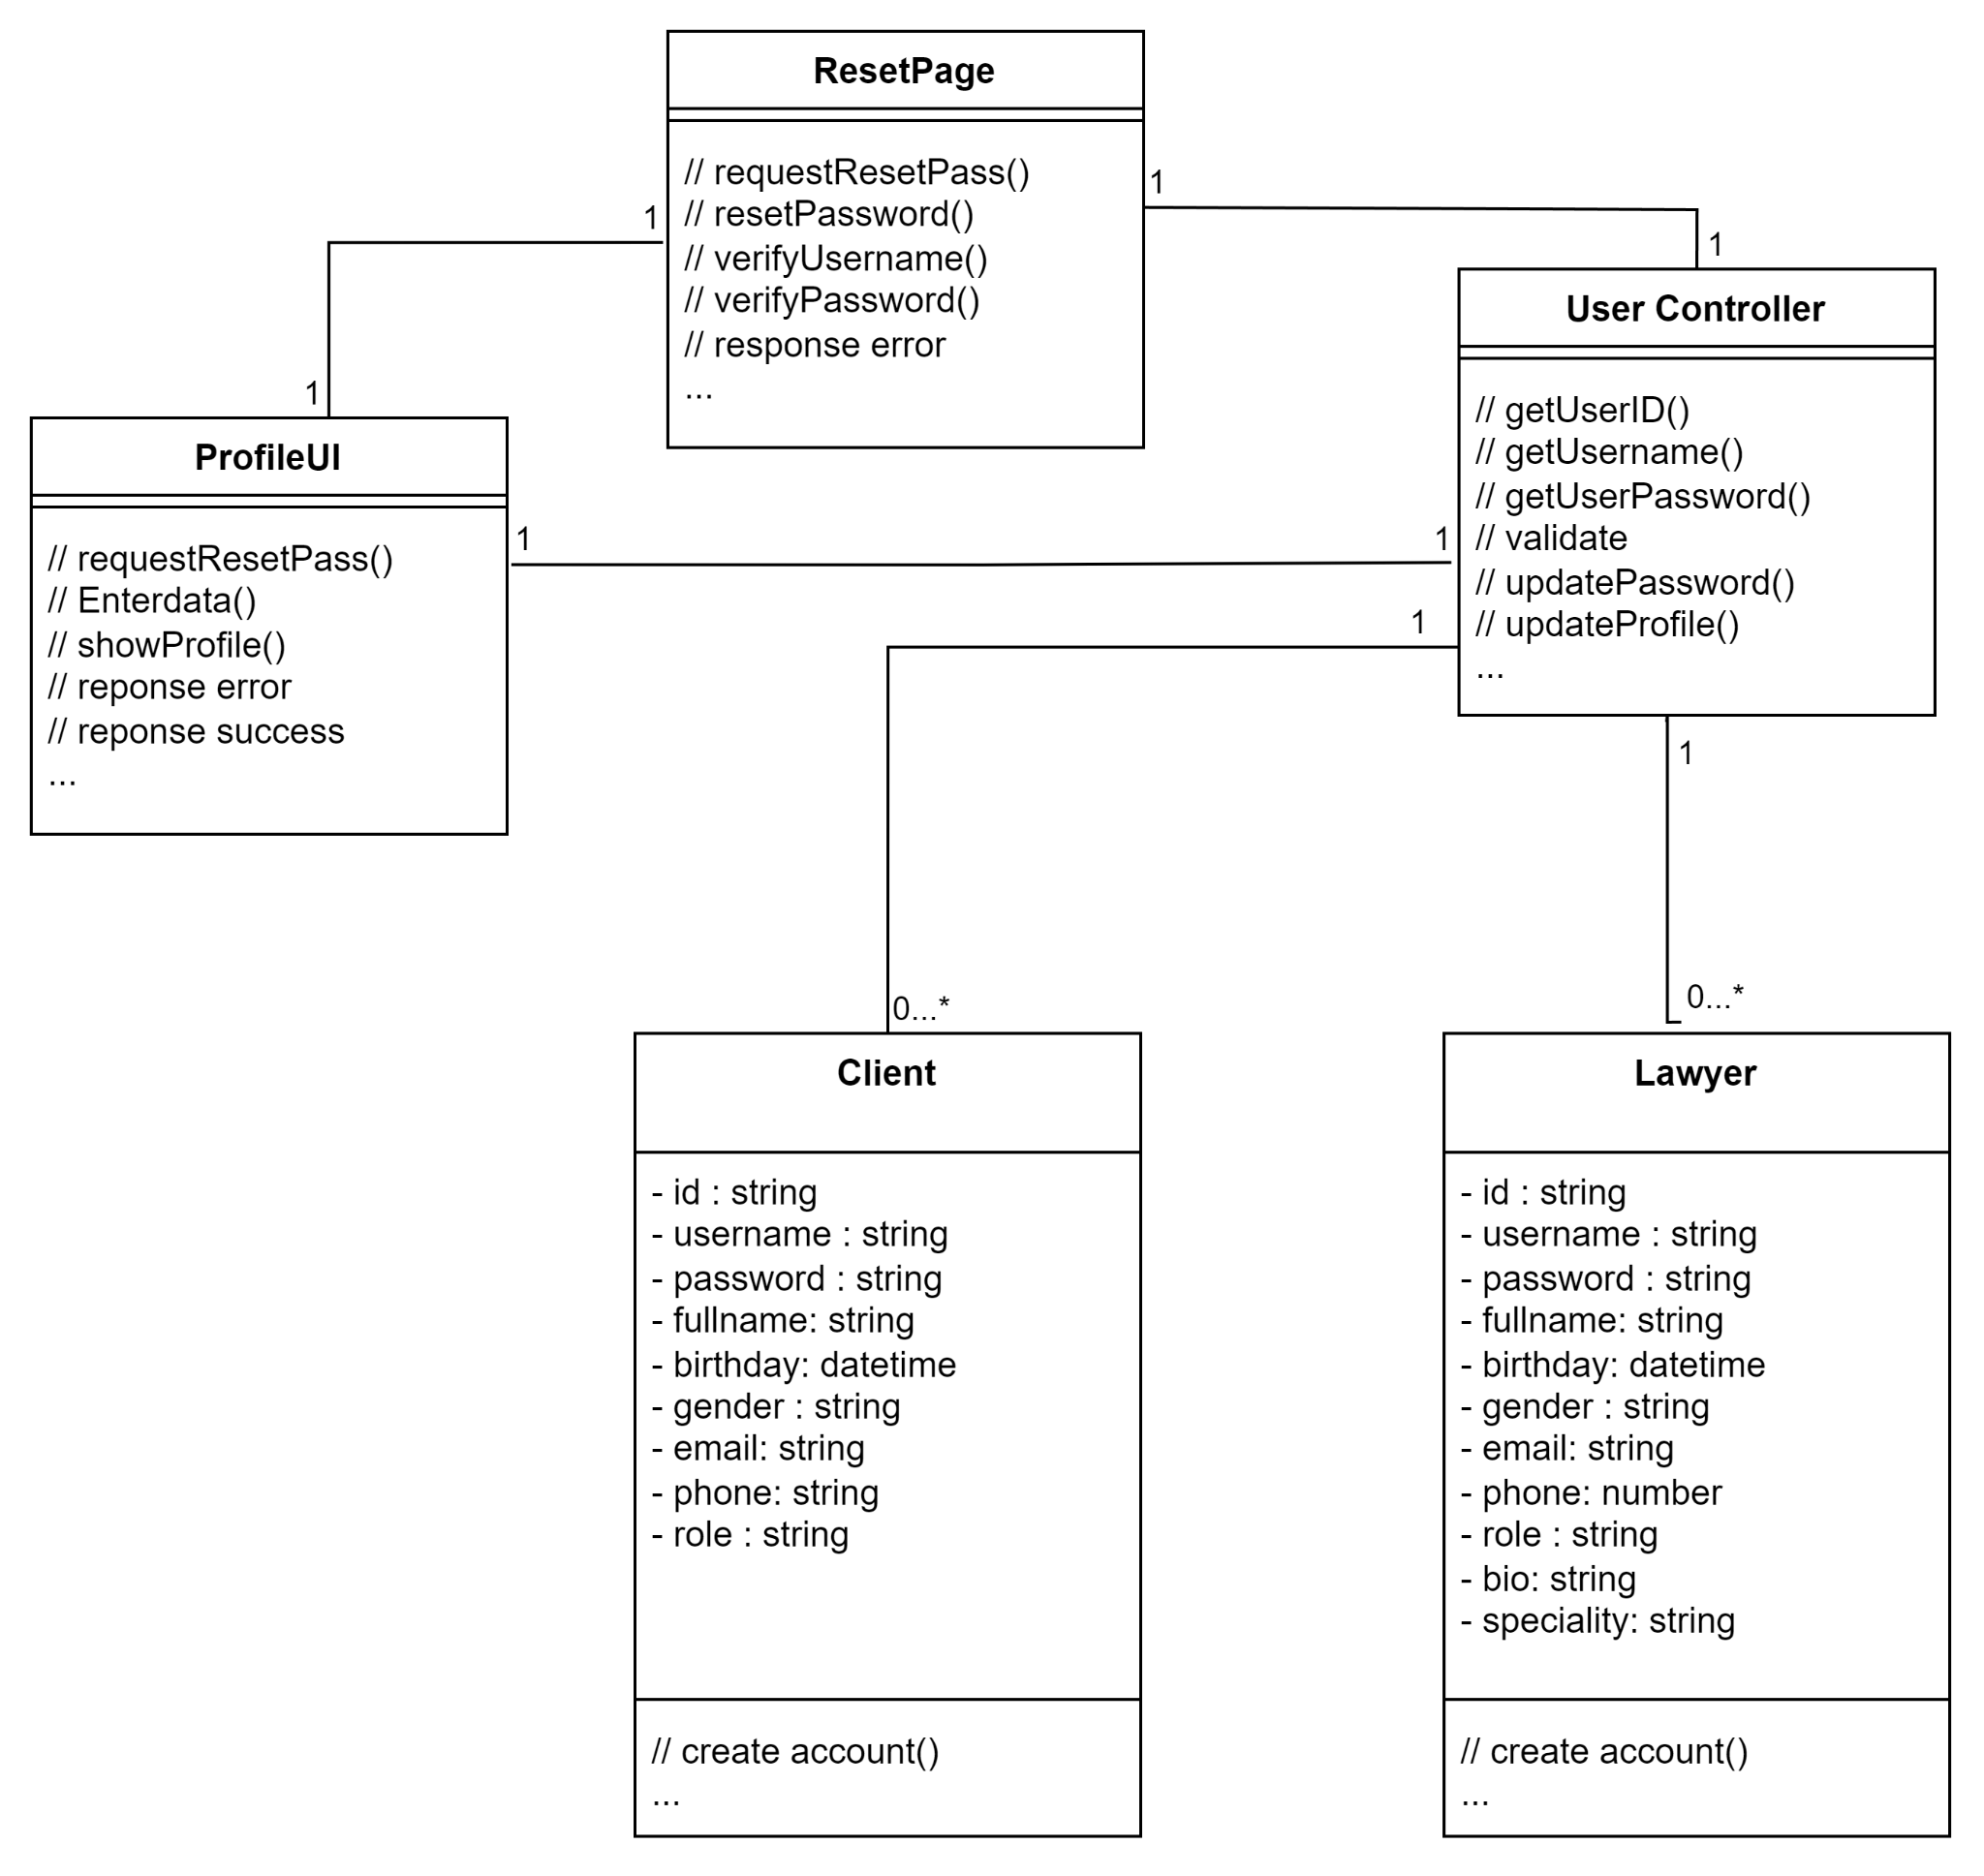 ResetPage
// requestResetPass()
// resetPassword()
// verifyUsername()
// verifyPassword()
// response error
...
1
1
1
1
User Controller
// getUserID()
// getUsername()
// getUserPassword()
// validate
// updatePassword()
// updateProfile()
...
ProfileUI
// requestResetPass()
// Enterdata()
// showProfile()
// reponse error
// reponse success
...
1
1
1
1
0...*
0...*
Client
- id : string
- username : string
- password : string
- fullname: string
- birthday: datetime
- gender : string
- email: string
- phone: string
- role : string
// create account()
...
Lawyer
- id : string
- username : string
- password : string
- fullname: string
- birthday: datetime
- gender : string
- email: string
- phone: number
- role : string
- bio: string
- speciality: string
// create account()
...